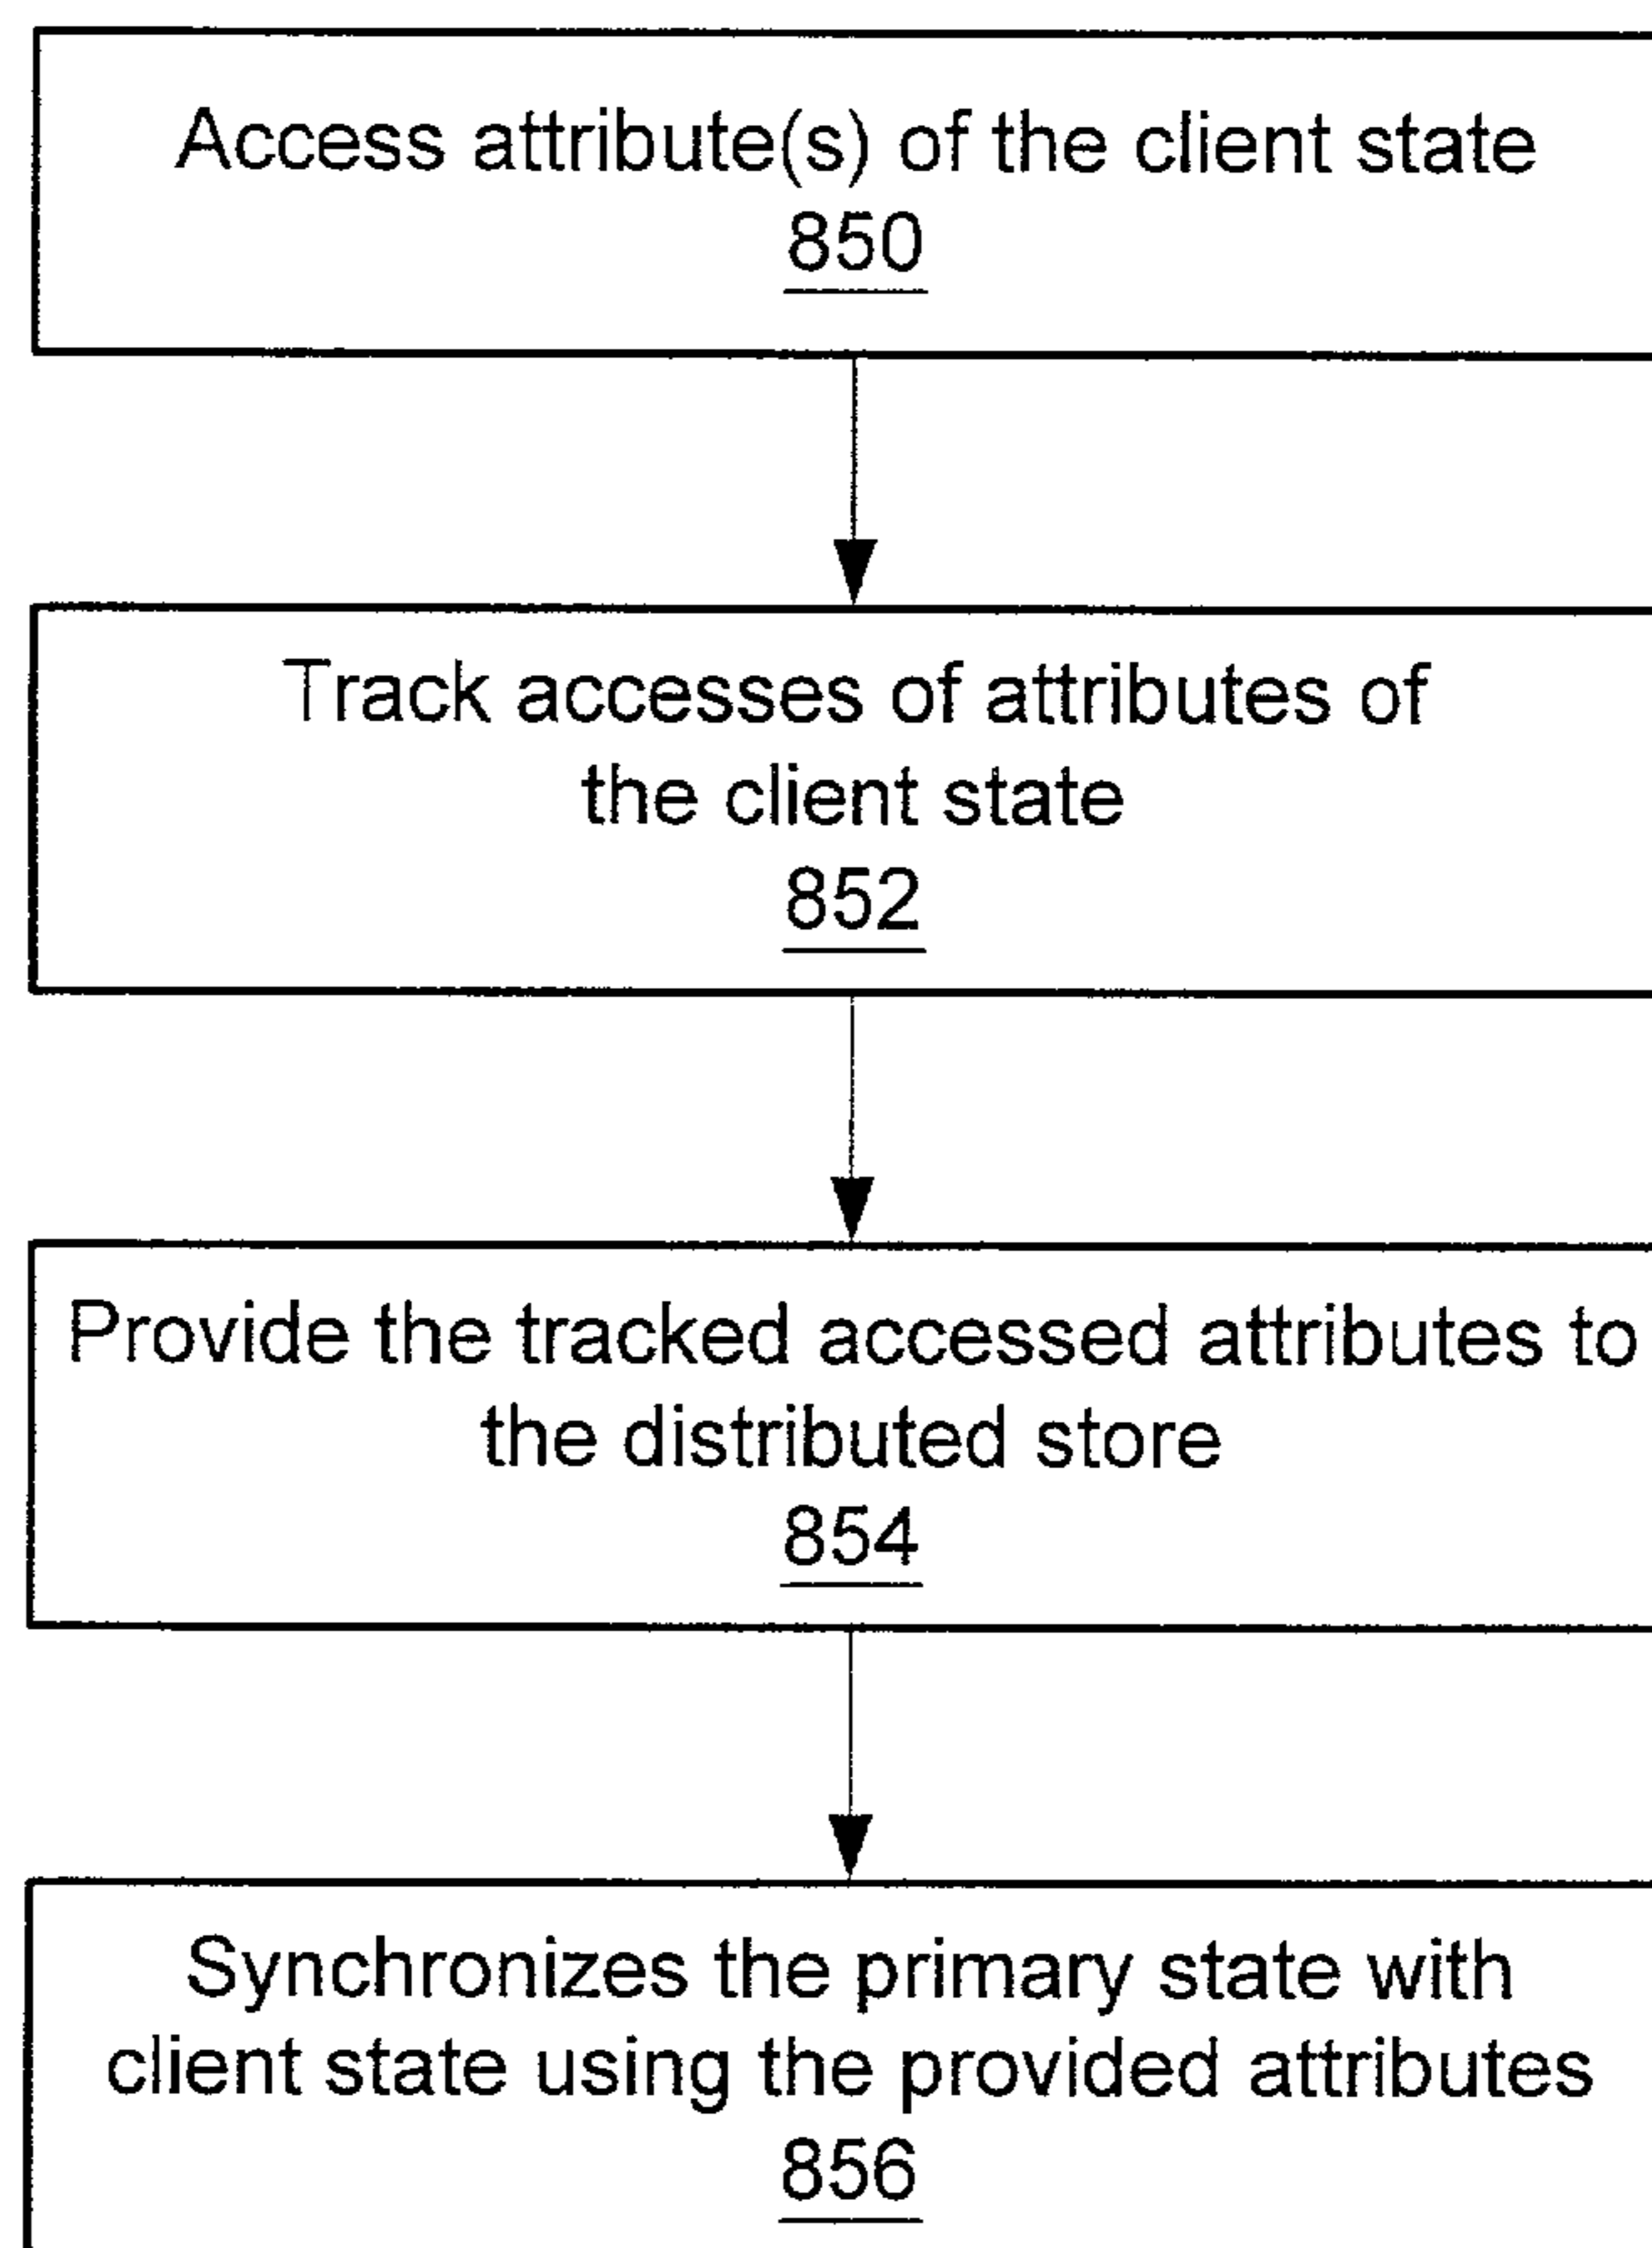 Access attribute(s) of the client state
850
Track accesses of attributes of
the client state
852
Provide the tracked accessed attributes to
the distributed store
854
Synchronizes the primary state with
client state using the provided attributes
856